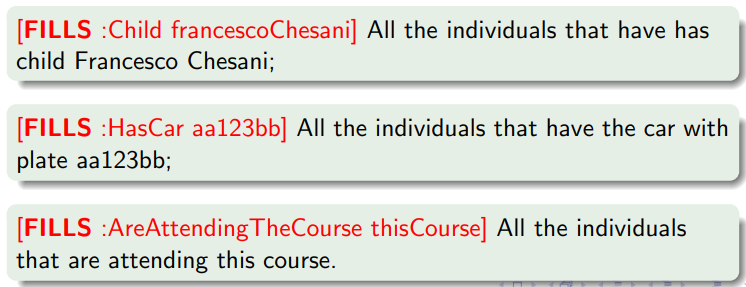 [FILLS :Child francescoChesani] All the individuals that have has
child Francesco Chesani;
[FILLS :HasCar aa123bb] All the individuals that have the car with
plate aa123bb;
[FILLS :AreAttendingTheCourse thisCourse] All the individuals
that are attending this course.